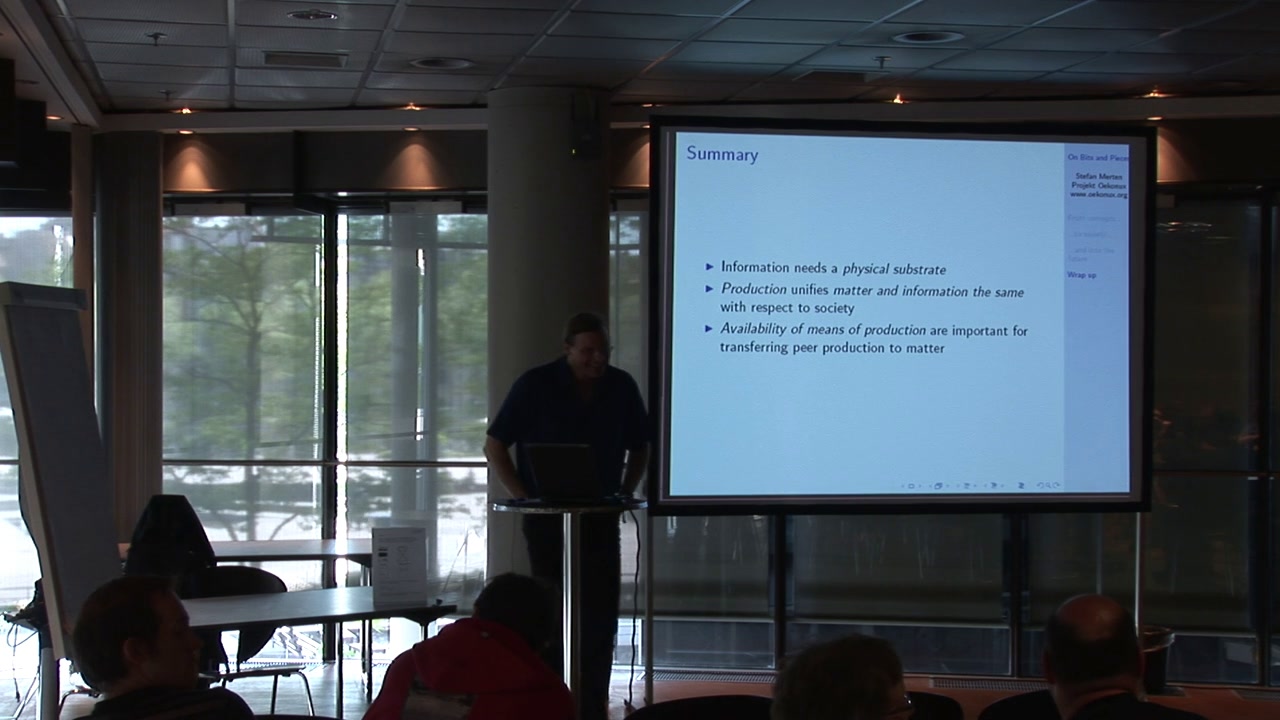 Summary
Information needs a physical substrate
Production unifies matter and information the same
with respect to society
Availability of means of production are important for
transferring peer production to matter
On Bits and Pieces
Stefan Merten
Projekt Oekonux
www.oekonux.org
future
Wrap up